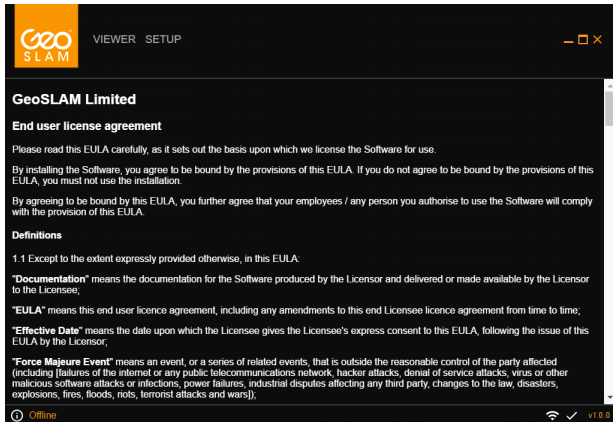 Geo
SLAM
VIEWER SETUP
GeoSLAM Limited
End user license agreement
Please read this EULA carefully, as it sets out the basis upon which we license the Software for use.
By installing the Software, you agree to be bound by the provisions of this EULA. If you do not agree to be bound by the provisions of this
EULA, you must not use the installation.
By agreeing to be bound by this EULA, you further agree that your employees / any person you authorise to use the Software will comply
with the provision of this EULA.
Definitions
1.1 Except to the extent expressly provided otherwise, in this EULA:
"Documentation" means the documentation for the Software produced by the Licensor and delivered or made available by the Licensor
to the Licensee;
"EULA" means this end user licence agreement, including any amendments to this end Licensee licence agreement from time to time;
"Effective Date" means the date upon which the Licensee gives the Licensee's express consent to this EULA, following the issue of this
EULA by the Licensor;
"Force Majeure Event" means an event, or a series of related events, that is outside the reasonable control of the party affected
(including [failures of the internet or any public telecommunications network, hacker attacks, denial of service attacks, virus or other
malicious software attacks or infections, power failures, industrial disputes affecting any third party, changes to the law, disasters,
explosions, fires, floods, riots, terrorist attacks and wars]);
Offline
v1.0.0